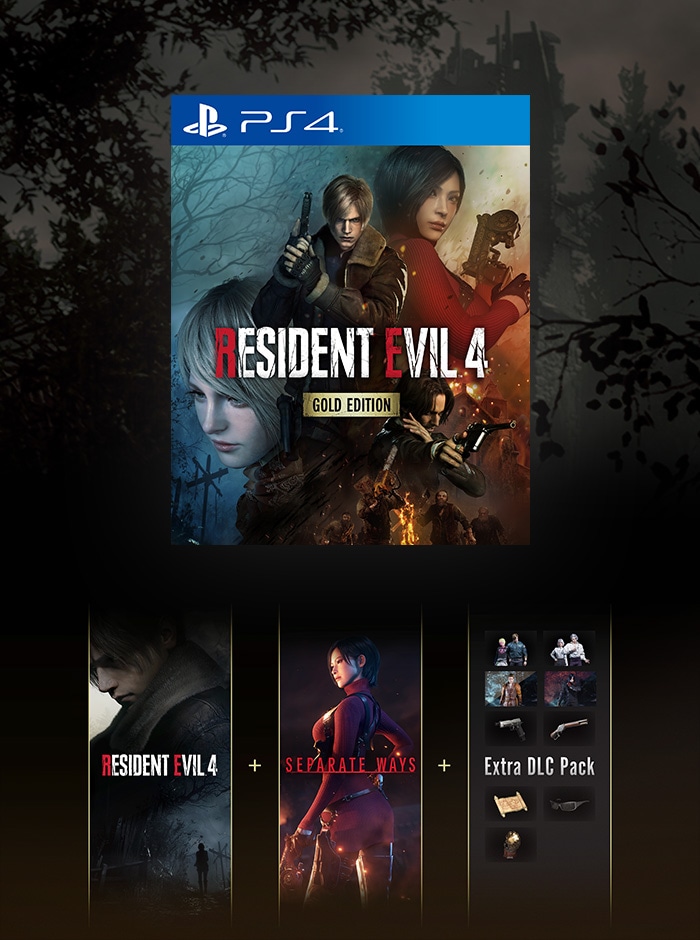 PS4
RESIDENT EVIL 4
GOLD EDITION
RESIDENT EVIL 4
+
SEPARATE WAYS
+
Extra DLC Pack